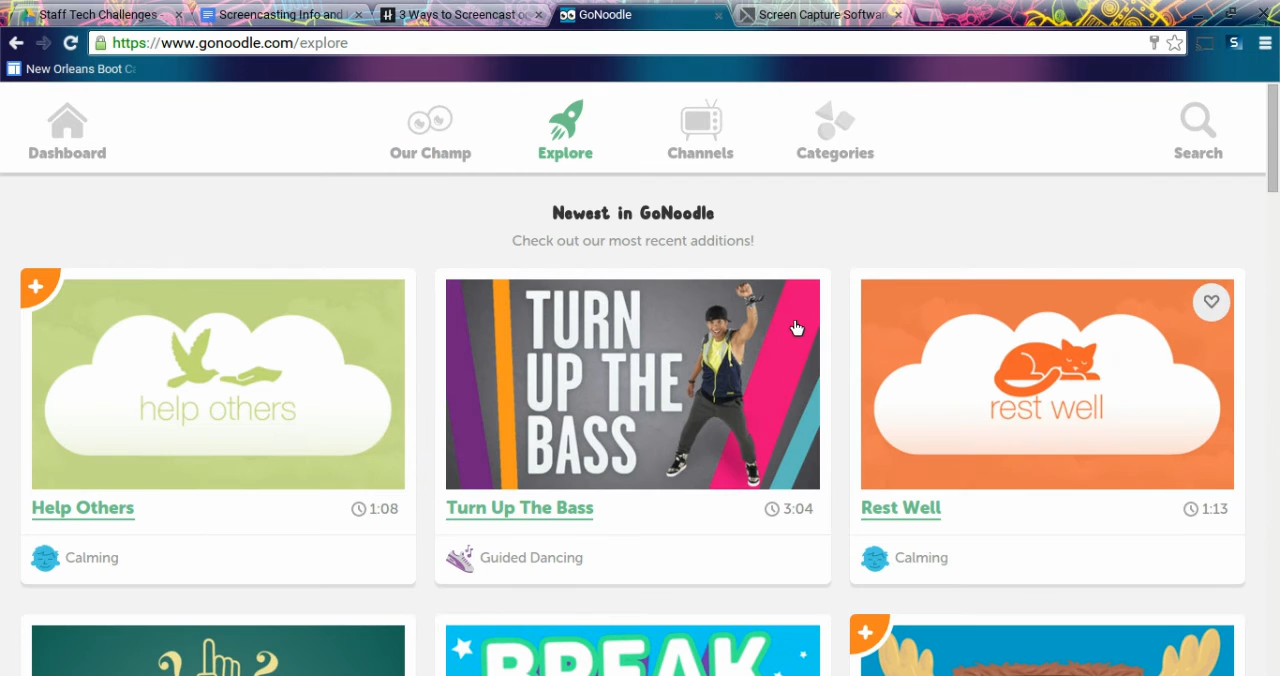 Staff Tech Challenges -
Screencasting Info and
3 Ways to Screencast o
GoNoodle
Screen Capture Softwar
https://www.gonoodle.com/explore
New Orleans Boot C
Dashboard
Our Champ
Explore
Channels
Categories
Search
Newest in GoNoodle
Check out our most recent additions!
help others
TURN
UP THE
BASS
rest well
Help Others
1:08
Turn Up The Bass
3:04
Rest Well
1:13
Calming
Guided Dancing
Calming
? ?
BREAK